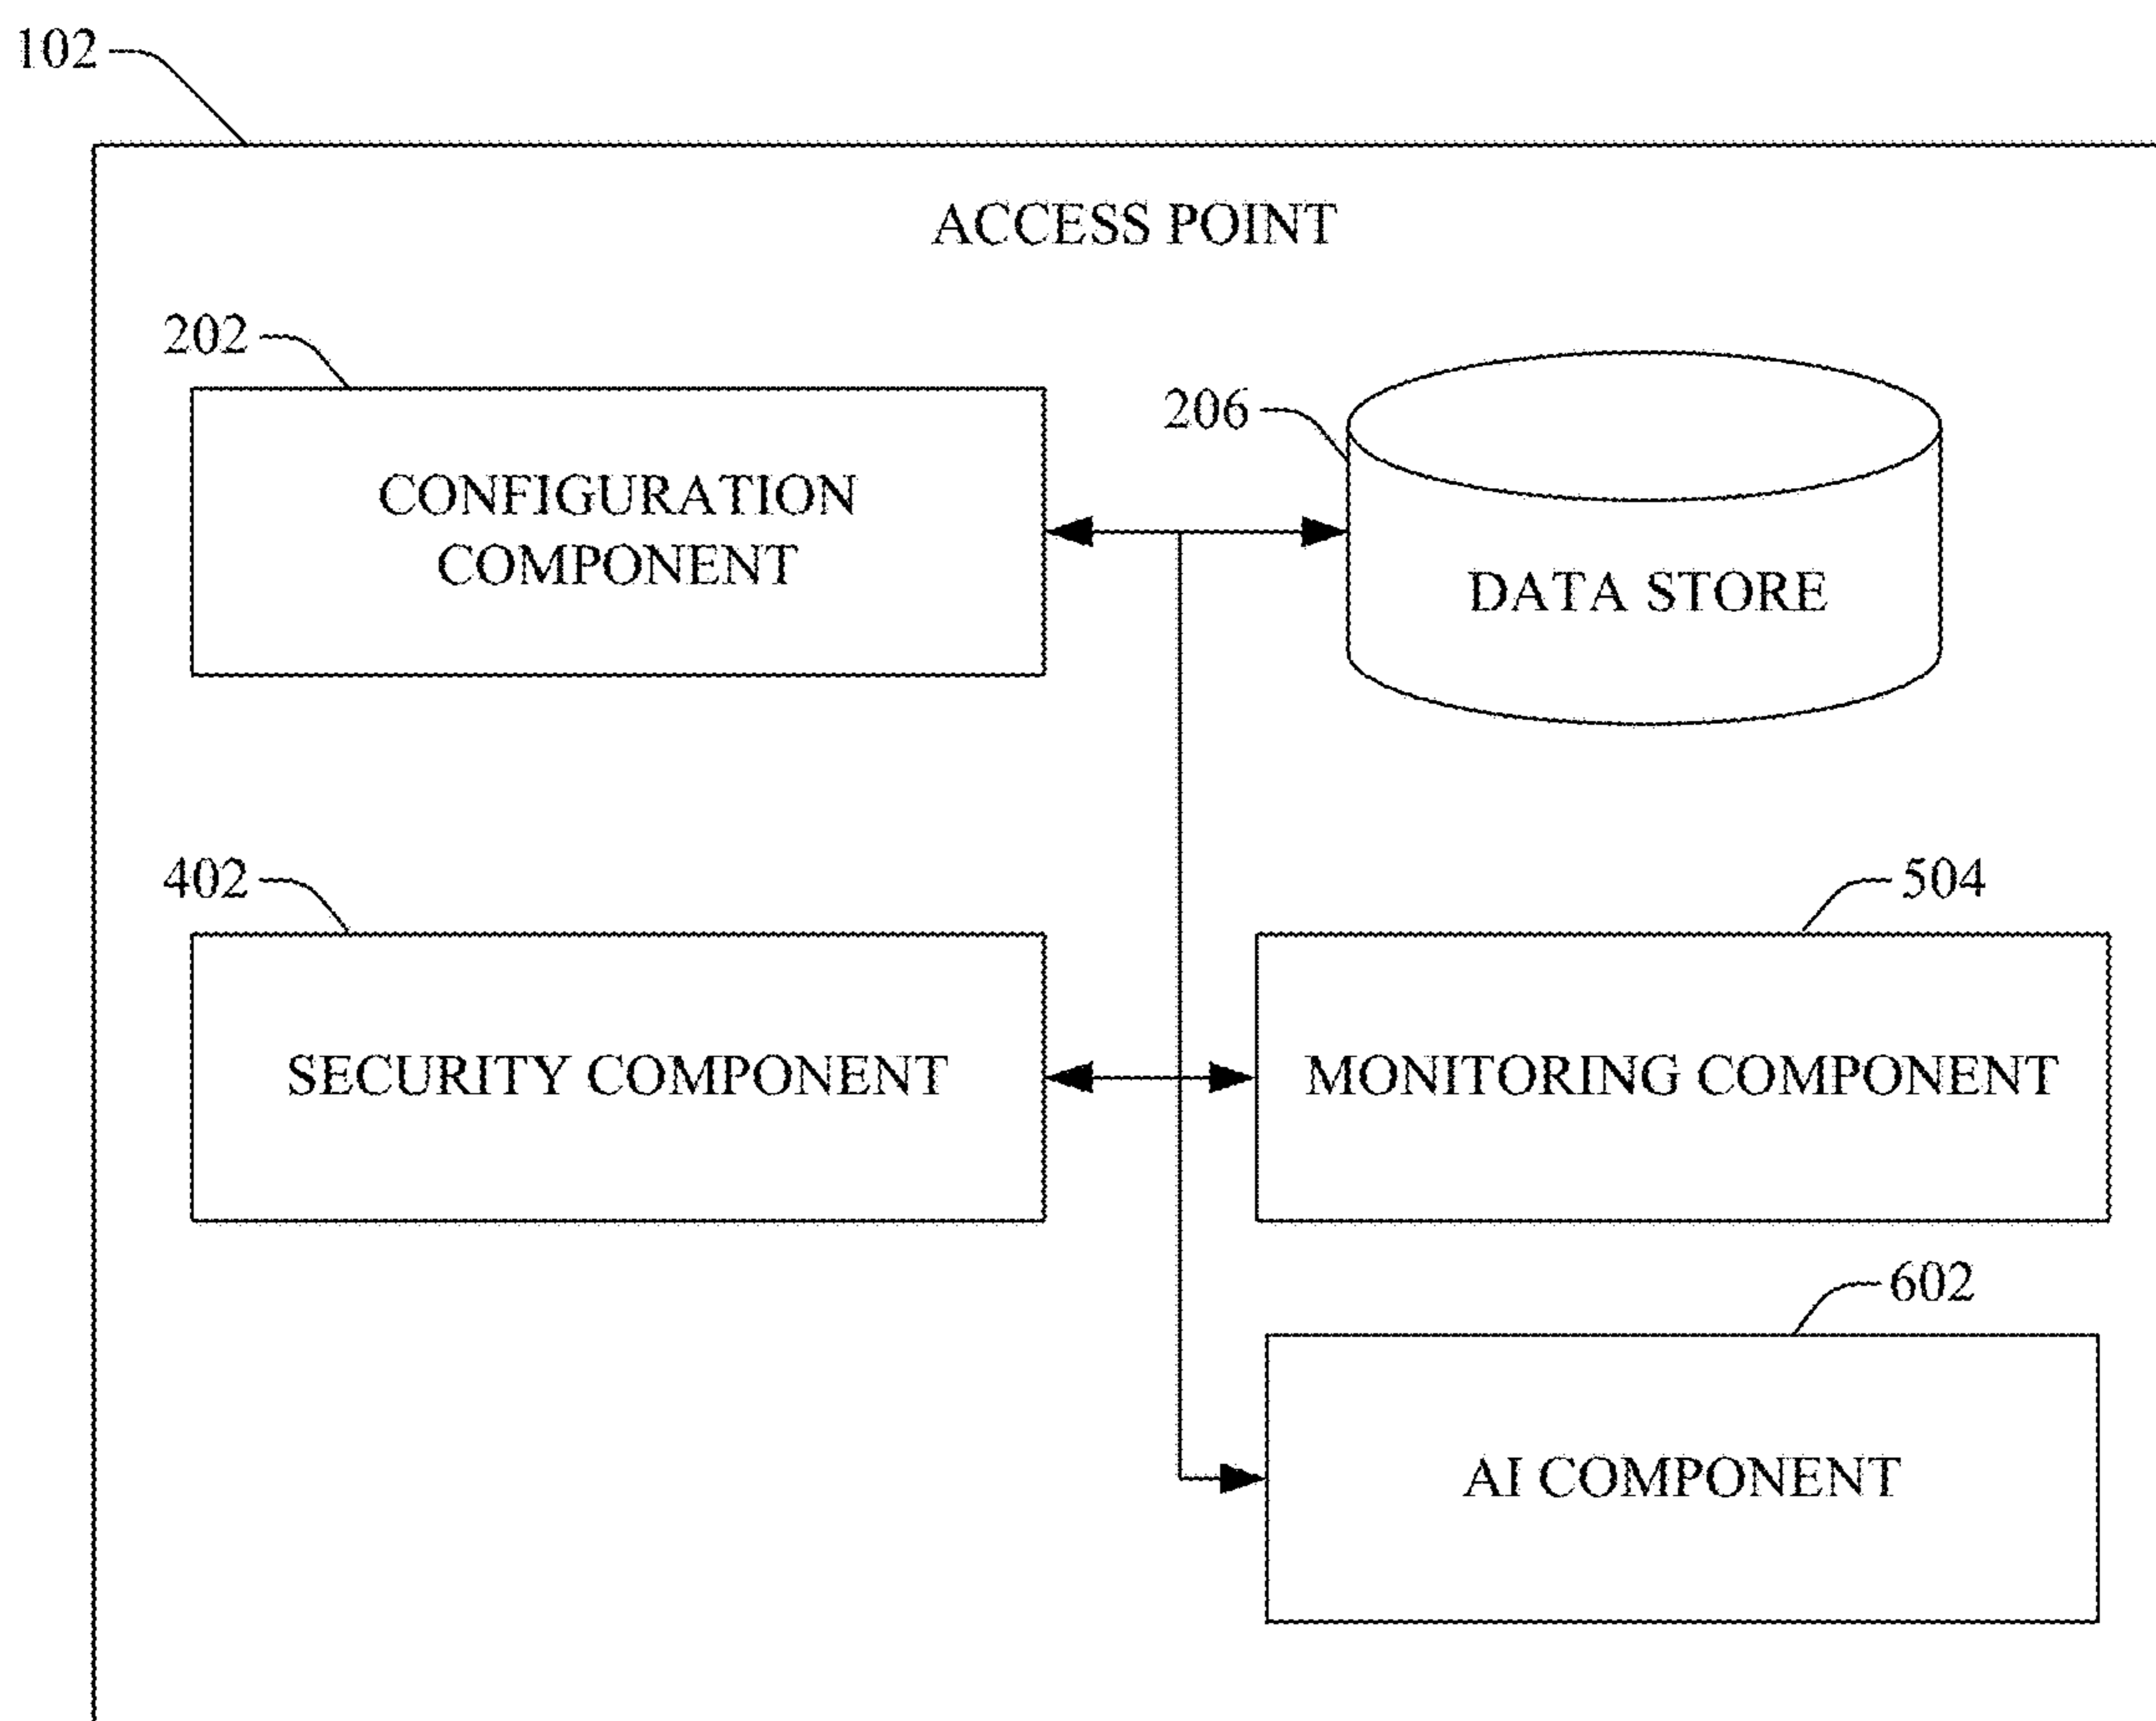 102
ACCESS POINT
202
CONFIGURATION
COMPONENT
206
DATA STORE
402
SECURITY COMPONENT
504
MONITORING COMPONENT
602
AI COMPONENT